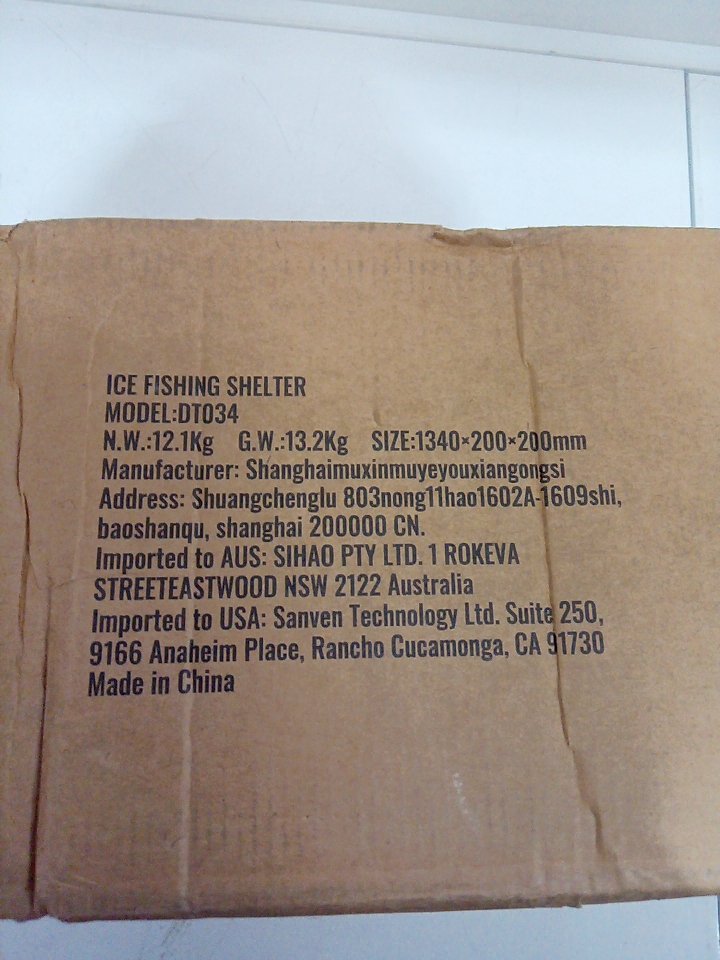 ICE FISHING SHELTER
MODEL:DT034
N.W.:12.1Kg G.W.:13.2Kg SIZE:1340×200×200mm
Manufacturer: Shanghaimuxinmuyeyouxiangongsi
Address: Shuangchenglu 803nong11hao1602A-1609shi,
baoshanqu, shanghai 200000 CN.
Imported to AUS: SIHAO PTY LTD. 1 ROKEVA
STREETEASTWOOD NSW 2122 Australia
Imported to USA: Sanven Technology Ltd. Suite 250,
9166 Anaheim Place, Rancho Cucamonga, CA 91730
Made in China